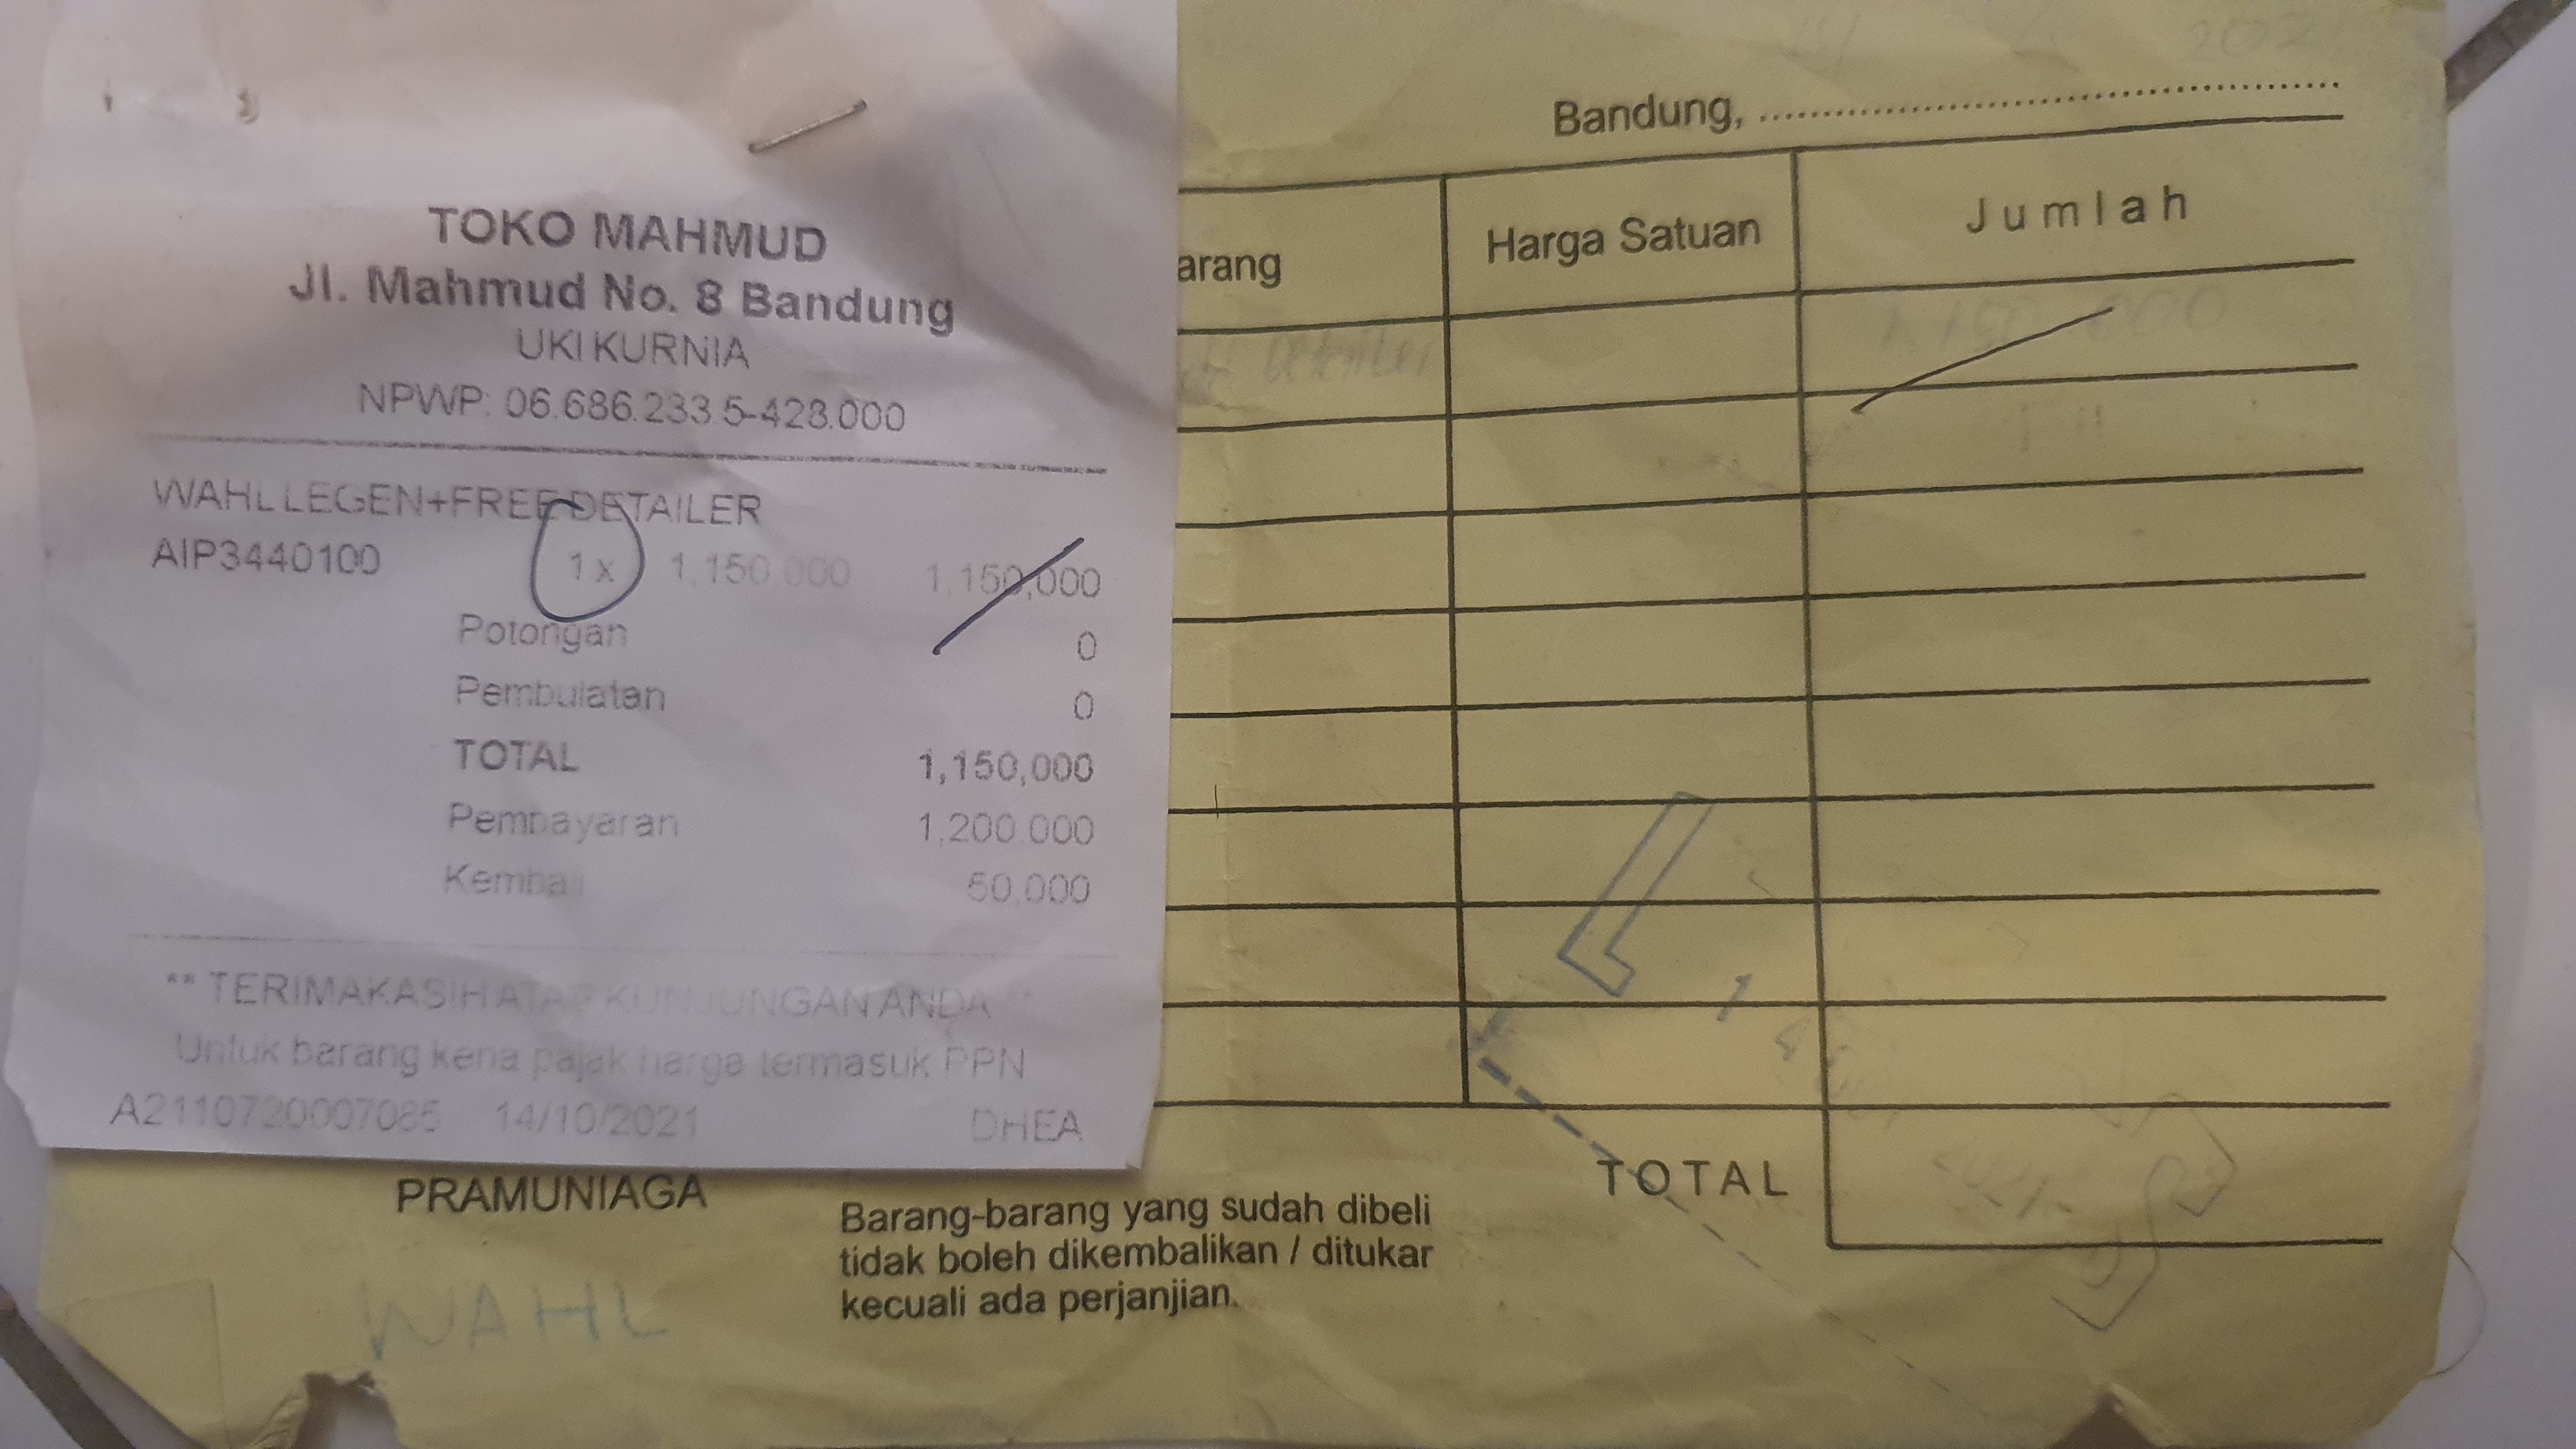 TOKO MAHMUD
Jl. Mahmud No. 8 Bandung
UKI KURNIA
NPWP: 06.686.233.5-428.000
WAHL LEGEN+FREE DETAILER
AIP3440100
1 x 1,150,000 1,150,000
Potongan 0
Pembulatan 0
TOTAL 1,150,000
Pembayaran 1,200,000
Kembali 50,000
** TERIMAKASIH ATAS KUNJUNGAN ANDA **
Untuk barang kena pajak harga termasuk PPN
A2110720007085 14/10/2021 DHEA
Bandung, ........................ 2021
arang Harga Satuan Jumlah
TOTAL
PRAMUNIAGA
WAHL
Barang-barang yang sudah dibeli
tidak boleh dikembalikan / ditukar
kecuali ada perjanjian.